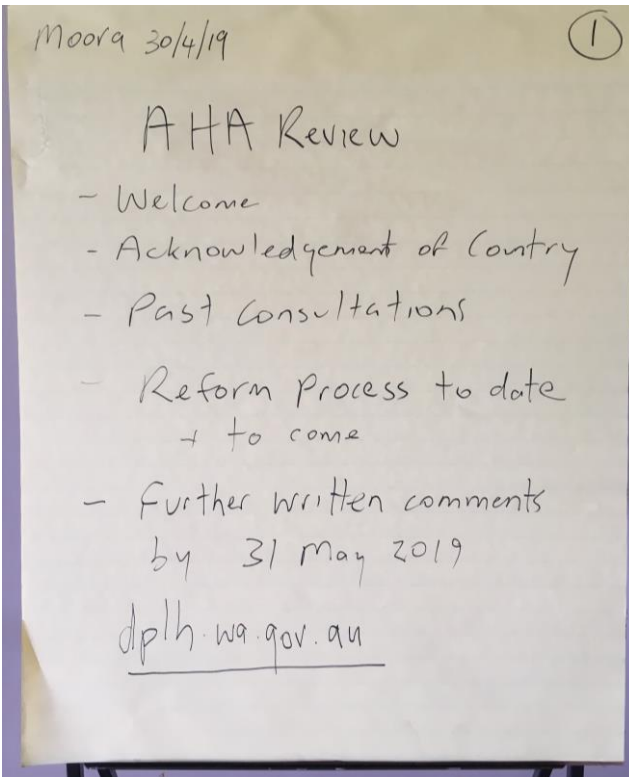 Moora 30/4/19
1
AHA Review
- Welcome
- Acknowledgement of Country
- Past Consultations
- Reform Process to date
+ to come
- Further written comments
by 31 May 2019
dplh.wa.gov.au